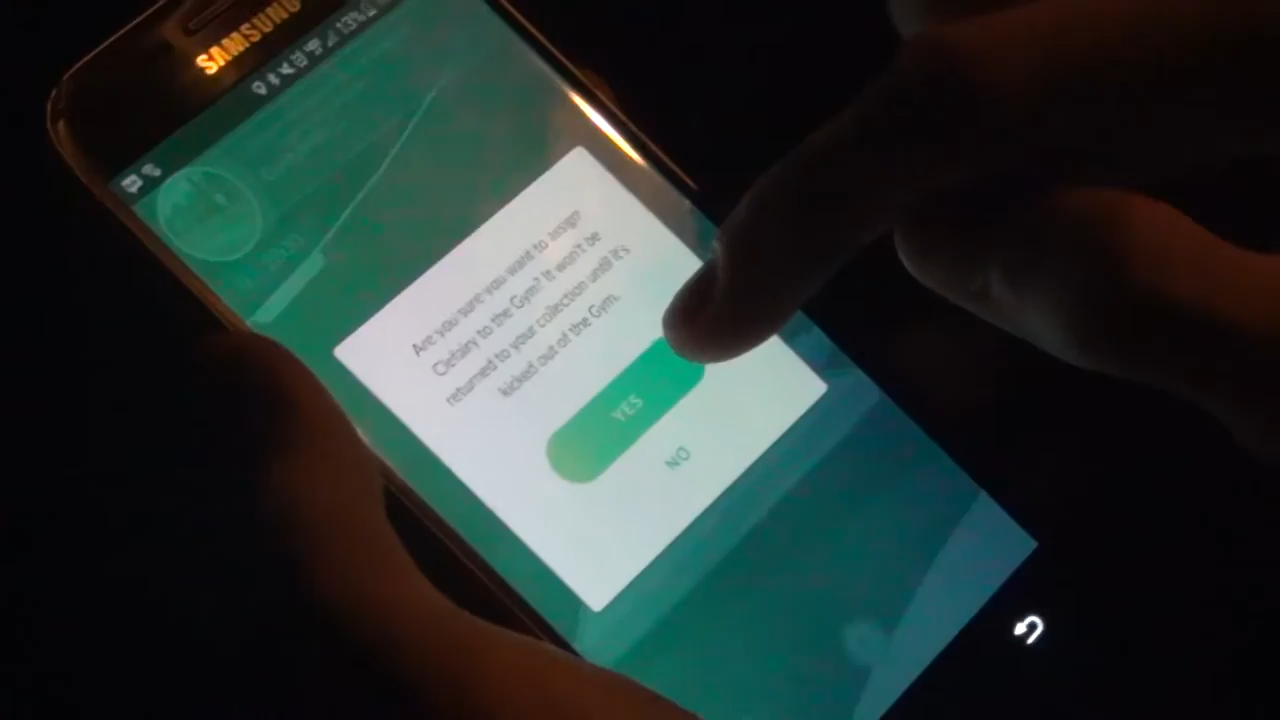 SAMSUNG
13%
Are you sure you want to assign
Clefairy to the Gym? It won't be
returned to your collection until it's
kicked out of the Gym.
YES
NO